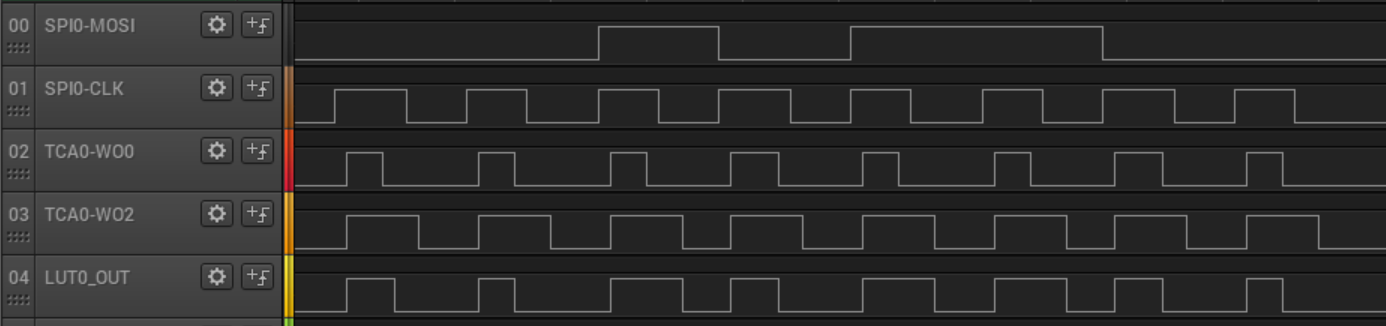 00 SPI0-MOSI
01 SPI0-CLK
02 TCA0-WO0
03 TCA0-WO2
04 LUT0_OUT